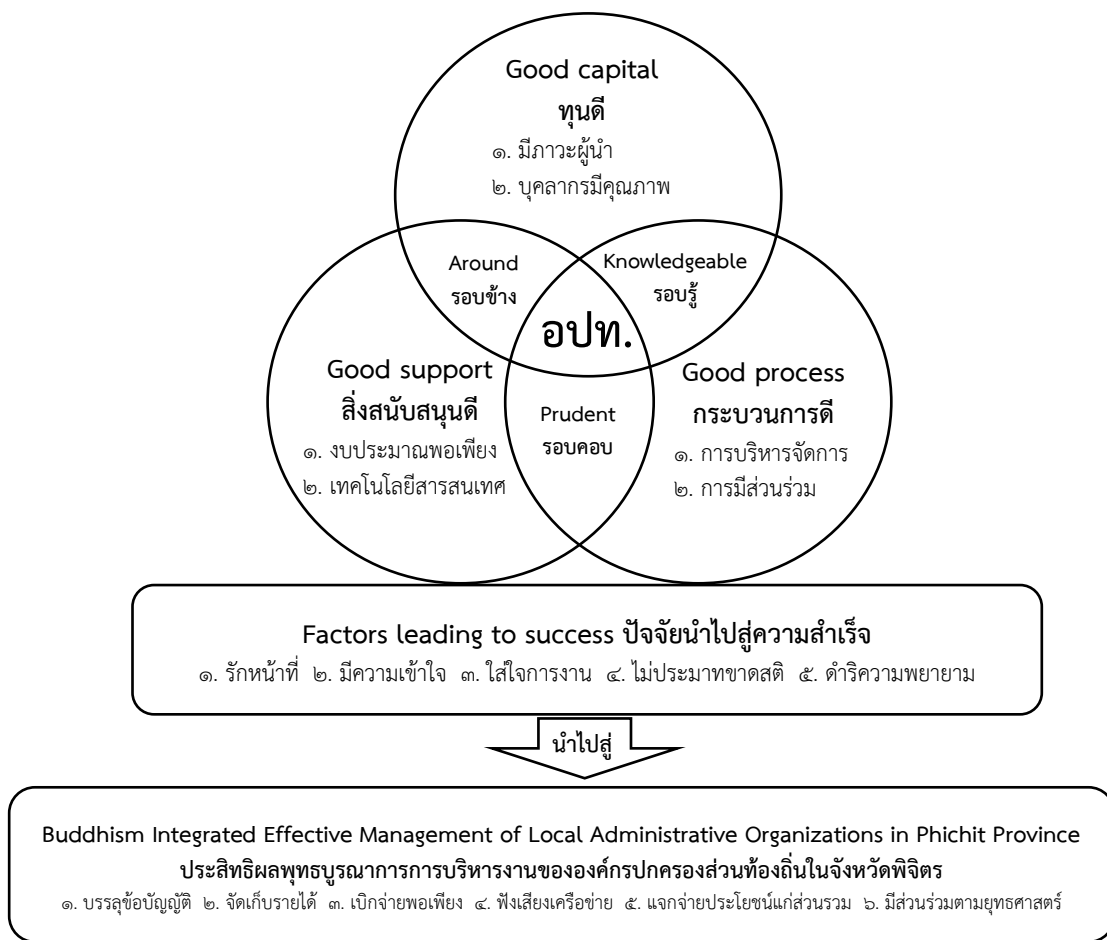 Good capital
ทุนดี
๑. มีภาวะผู้นำ
๒. บุคลากรมีคุณภาพ
Around
รอบข้าง
Knowledgeable
รอบรู้
อปท.
Good support
สิ่งสนับสนุนดี
๑. งบประมาณพอเพียง
๒. เทคโนโลยีสารสนเทศ
Prudent
รอบคอบ
Good process
กระบวนการดี
๑. การบริหารจัดการ
๒. การมีส่วนร่วม
Factors leading to success ปัจจัยนำไปสู่ความสำเร็จ
๑. รักหน้าที่ ๒. มีความเข้าใจ ๓. ใส่ใจการงาน ๔. ไม่ประมาทขาดสติ ๕. ดำริความพยายาม
นำไปสู่
Buddhism Integrated Effective Management of Local Administrative Organizations in Phichit Province
ประสิทธิผลพุทธบูรณาการการบริหารงานขององค์กรปกครองส่วนท้องถิ่นในจังหวัดพิจิตร
๑. บรรลุข้อบัญญัติ ๒. จัดเก็บรายได้ ๓. เบิกจ่ายพอเพียง ๔. ฟังเสียงเครือข่าย ๕. แจกจ่ายประโยชน์แก่ส่วนรวม ๖. มีส่วนร่วมตามยุทธศาสตร์